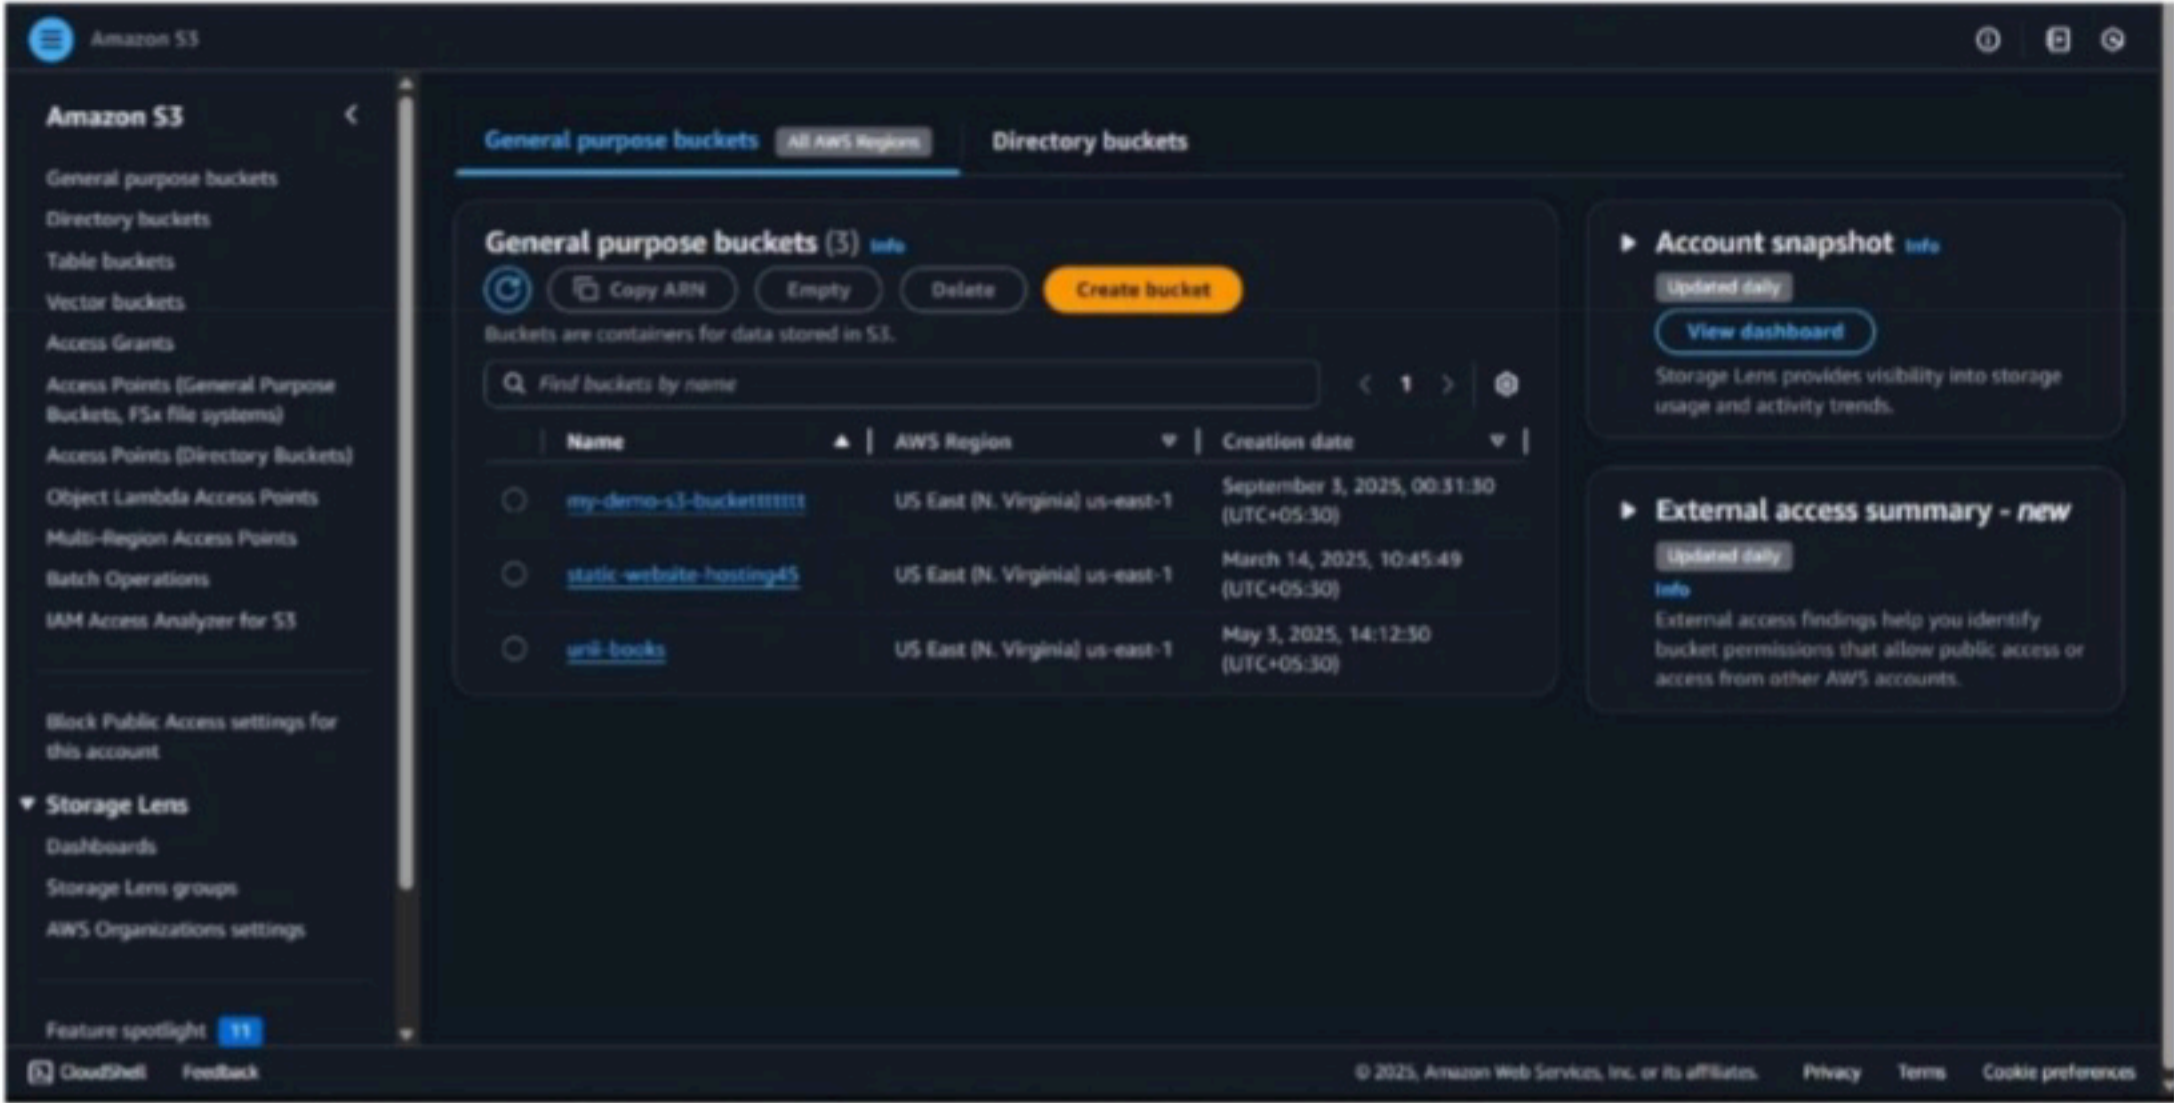 Amazon S3
Amazon S3
General purpose buckets
Directory buckets
Table buckets
Vector buckets
Access Grants
Access Points (General Purpose
Buckets, FSx file systems)
Access Points (Directory Buckets)
Object Lambda Access Points
Multi-Region Access Points
Batch Operations
IAM Access Analyzer for S3
Block Public Access settings for
this account
Storage Lens
Dashboards
Storage Lens groups
AWS Organizations settings
Feature spotlight 11
General purpose buckets All AWS Regions Directory buckets
General purpose buckets (3) Info
Copy ARN Empty Delete Create bucket
Buckets are containers for data stored in S3.
Find buckets by name 1
Name AWS Region Creation date
US East (N. Virginia) us-east-1 September 3, 2025, 00:31:30
(UTC+05:30)
static-website-hosting45 US East (N. Virginia) us-east-1 March 14, 2025, 10:45:49
(UTC+05:30)
US East (N. Virginia) us-east-1 May 3, 2025, 14:12:30
(UTC+05:30)
Account snapshot Info
Updated daily
View dashboard
Storage Lens provides visibility into storage
usage and activity trends.
External access summary - new
Updated daily
Info
External access findings help you identify
bucket permissions that allow public access or
access from other AWS accounts.
CloudShell Feedback © 2025, Amazon Web Services, Inc. or its affiliates. Privacy Terms Cookie preferences